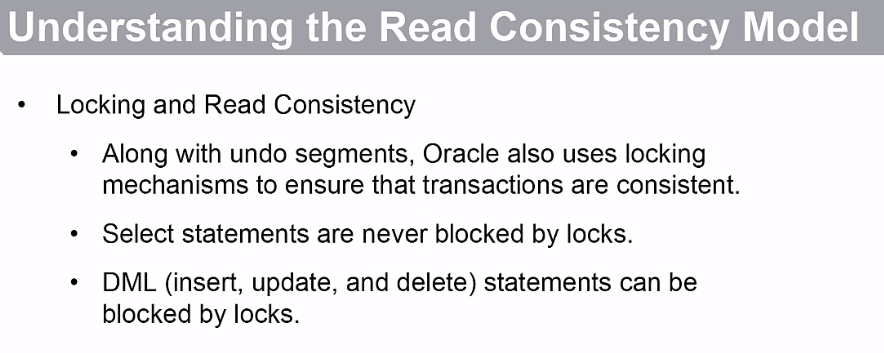 Understanding the Read Consistency Model
• Locking and Read Consistency
• Along with undo segments, Oracle also uses locking
mechanisms to ensure that transactions are consistent.
• Select statements are never blocked by locks.
• DML (insert, update, and delete) statements can be
blocked by locks.